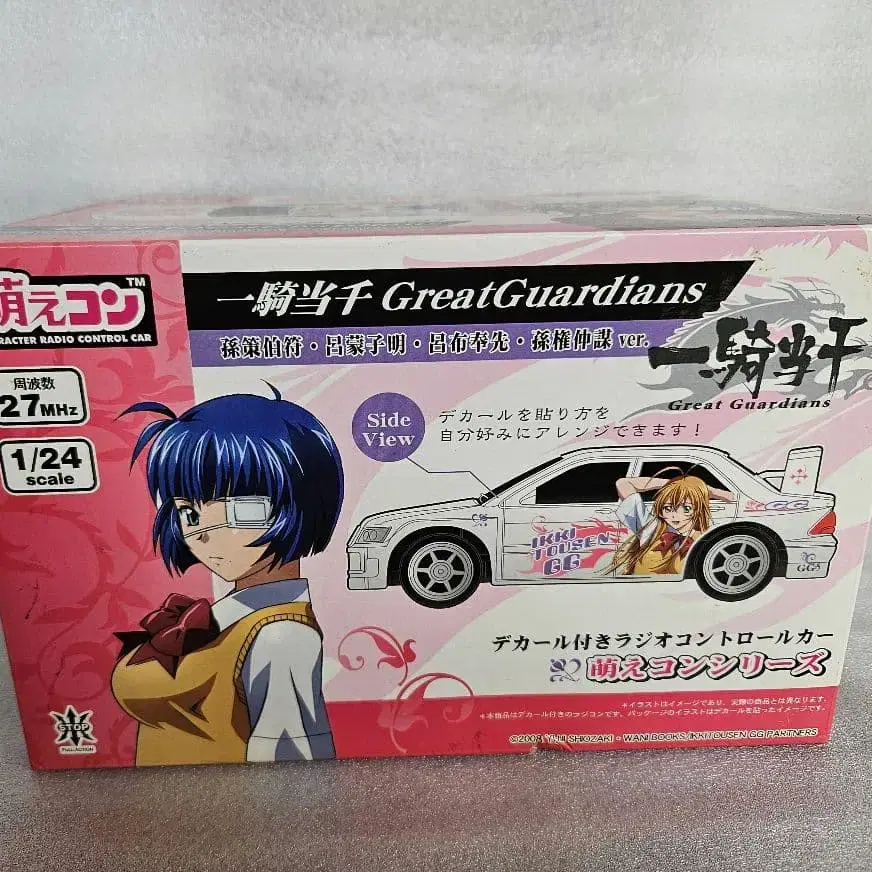 萌えコン™
RACTER RADIO CONTROL CAR
周波数
27MHz
1/24
scale
一騎当千 GreatGuardians
孫策伯符・呂蒙子明・呂布奉先・孫権仲謀 ver.
一騎当千
Great Guardians
Side
View
デカールを貼り方を
自分好みにアレンジできます！
IKKI
TOUSEN
GG
GG
GGS
デカール付きラジオコントロールカー
萌えコンシリーズ
＊イラストはイメージであり、実際の商品とは異なります。
＊本商品はデカール付きのラジコンです。パッケージのイラストはデカールを貼ったイメージです。
STOP
FULL-ACTION
SHIOZAKI・WANI BOOKS/IKKITOUSEN GG PARTNERS